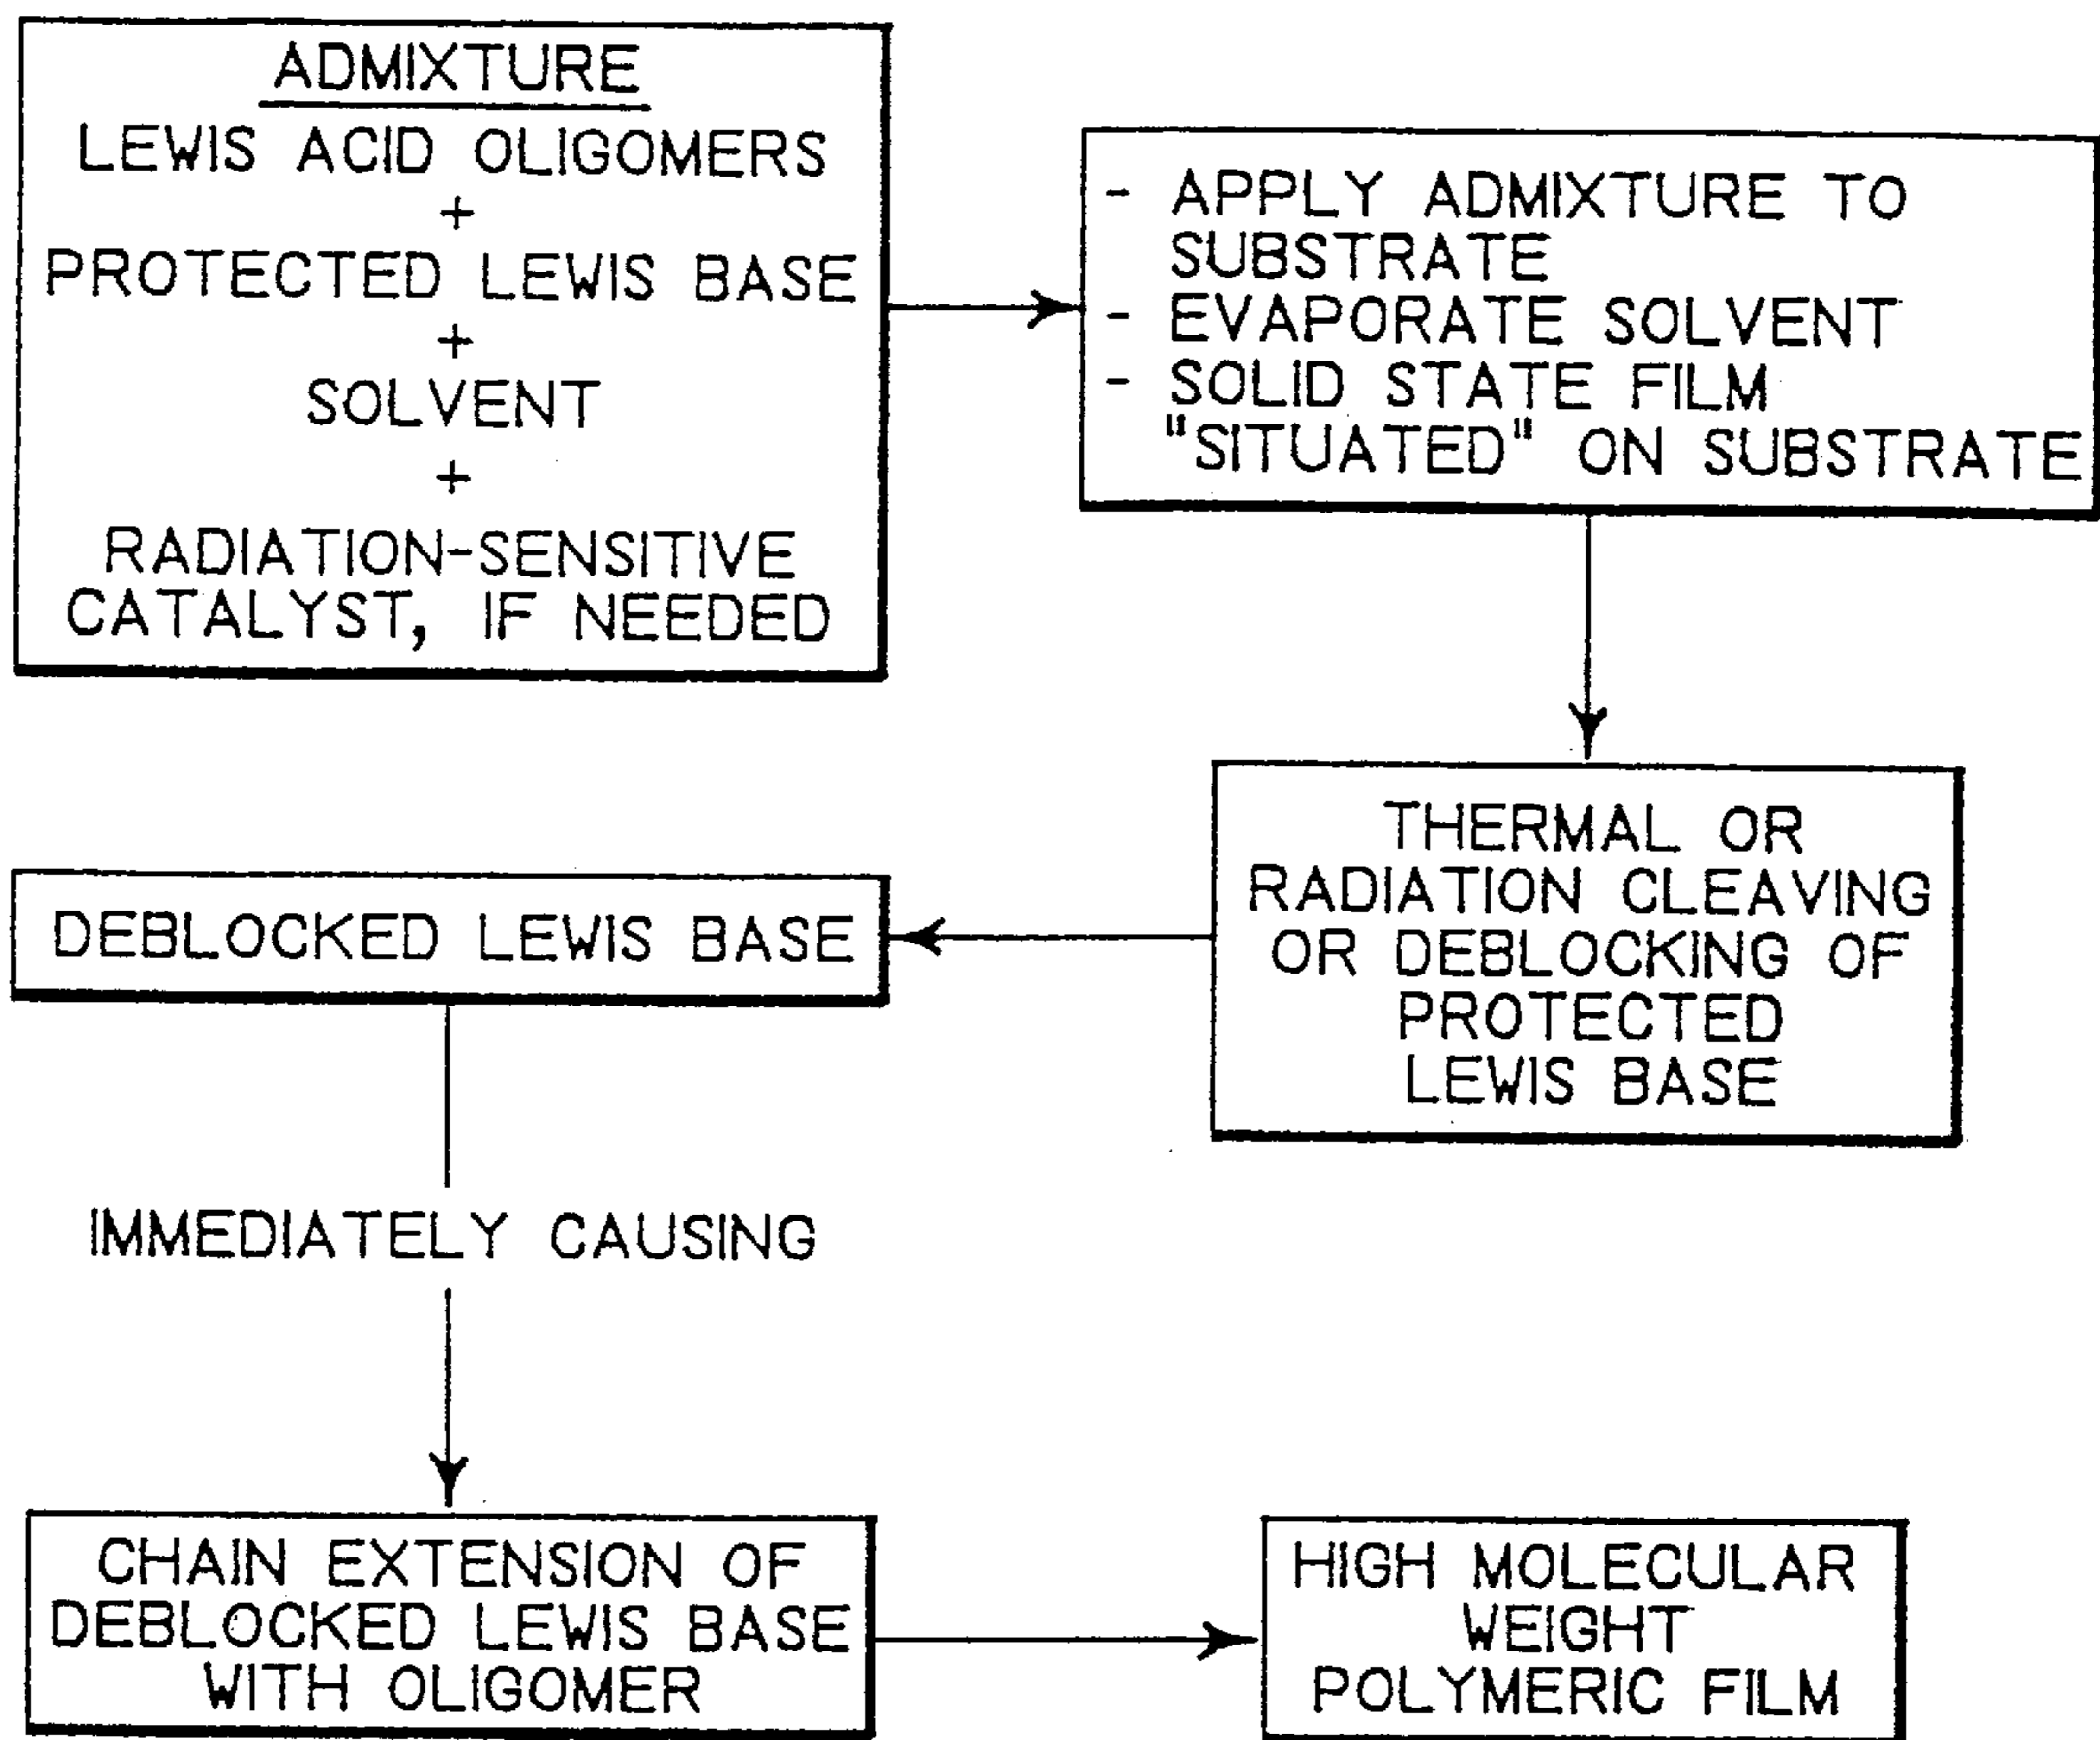 ADMIXTURE
LEWIS ACID OLIGOMERS
+
PROTECTED LEWIS BASE
+
SOLVENT
+
RADIATION-SENSITIVE
CATALYST, IF NEEDED
- APPLY ADMIXTURE TO
SUBSTRATE
- EVAPORATE SOLVENT
- SOLID STATE FILM
"SITUATED" ON SUBSTRATE
THERMAL OR
RADIATION CLEAVING
OR DEBLOCKING OF
PROTECTED
LEWIS BASE
DEBLOCKED LEWIS BASE
IMMEDIATELY CAUSING
CHAIN EXTENSION OF
DEBLOCKED LEWIS BASE
WITH OLIGOMER
HIGH MOLECULAR
WEIGHT
POLYMERIC FILM